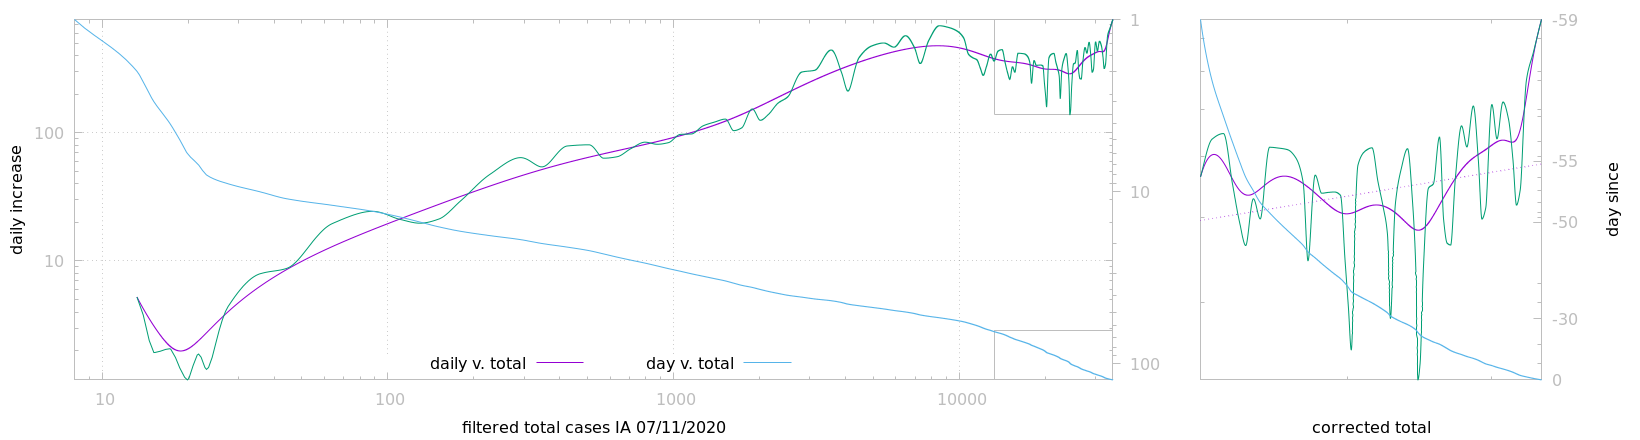 daily increase
100
10
10
100
1000
10000
filtered total cases IA 07/11/2020
daily v. total
day v. total
1
10
100
-59
-55
-50
-30
0
day since
corrected total